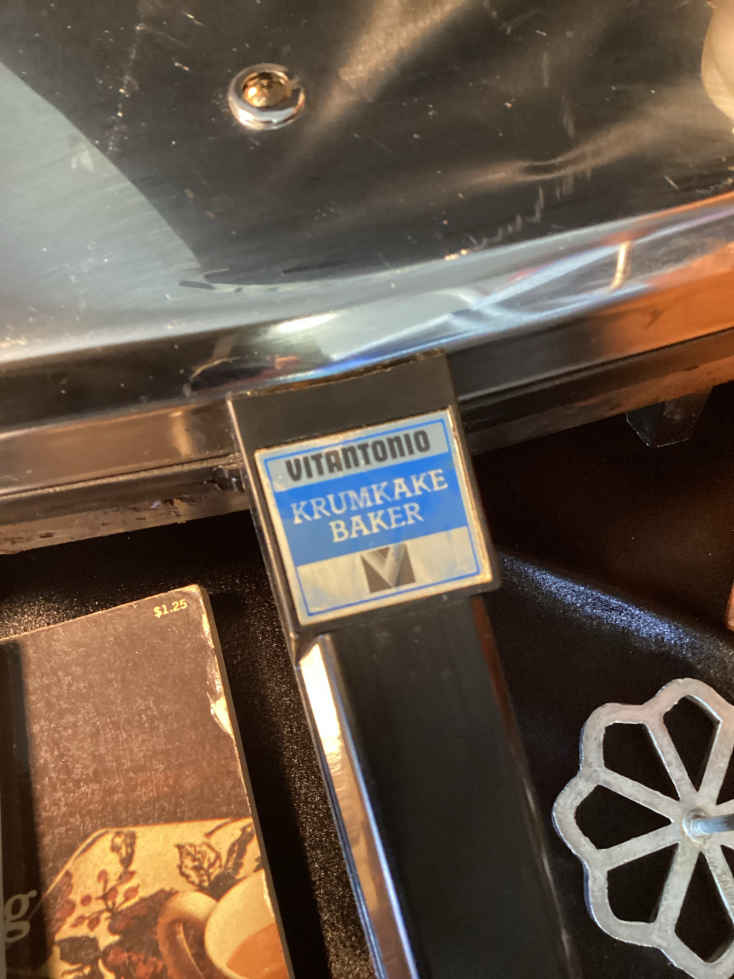 VITANTONIO
KRUMKAKE
BAKER
$1.25
g